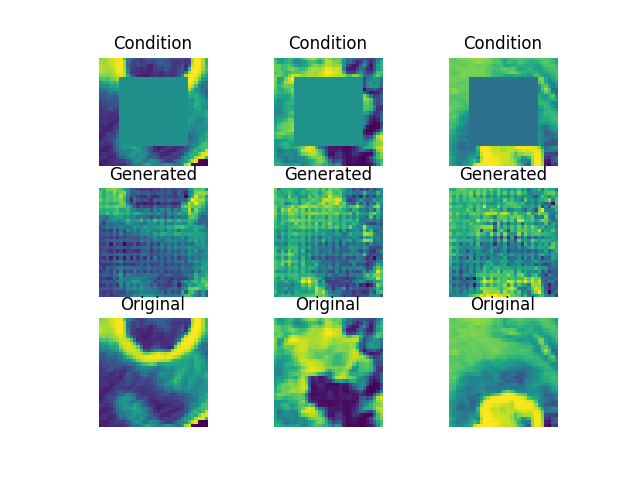 Condition Condition Condition
Generated Generated Generated
Original Original Original